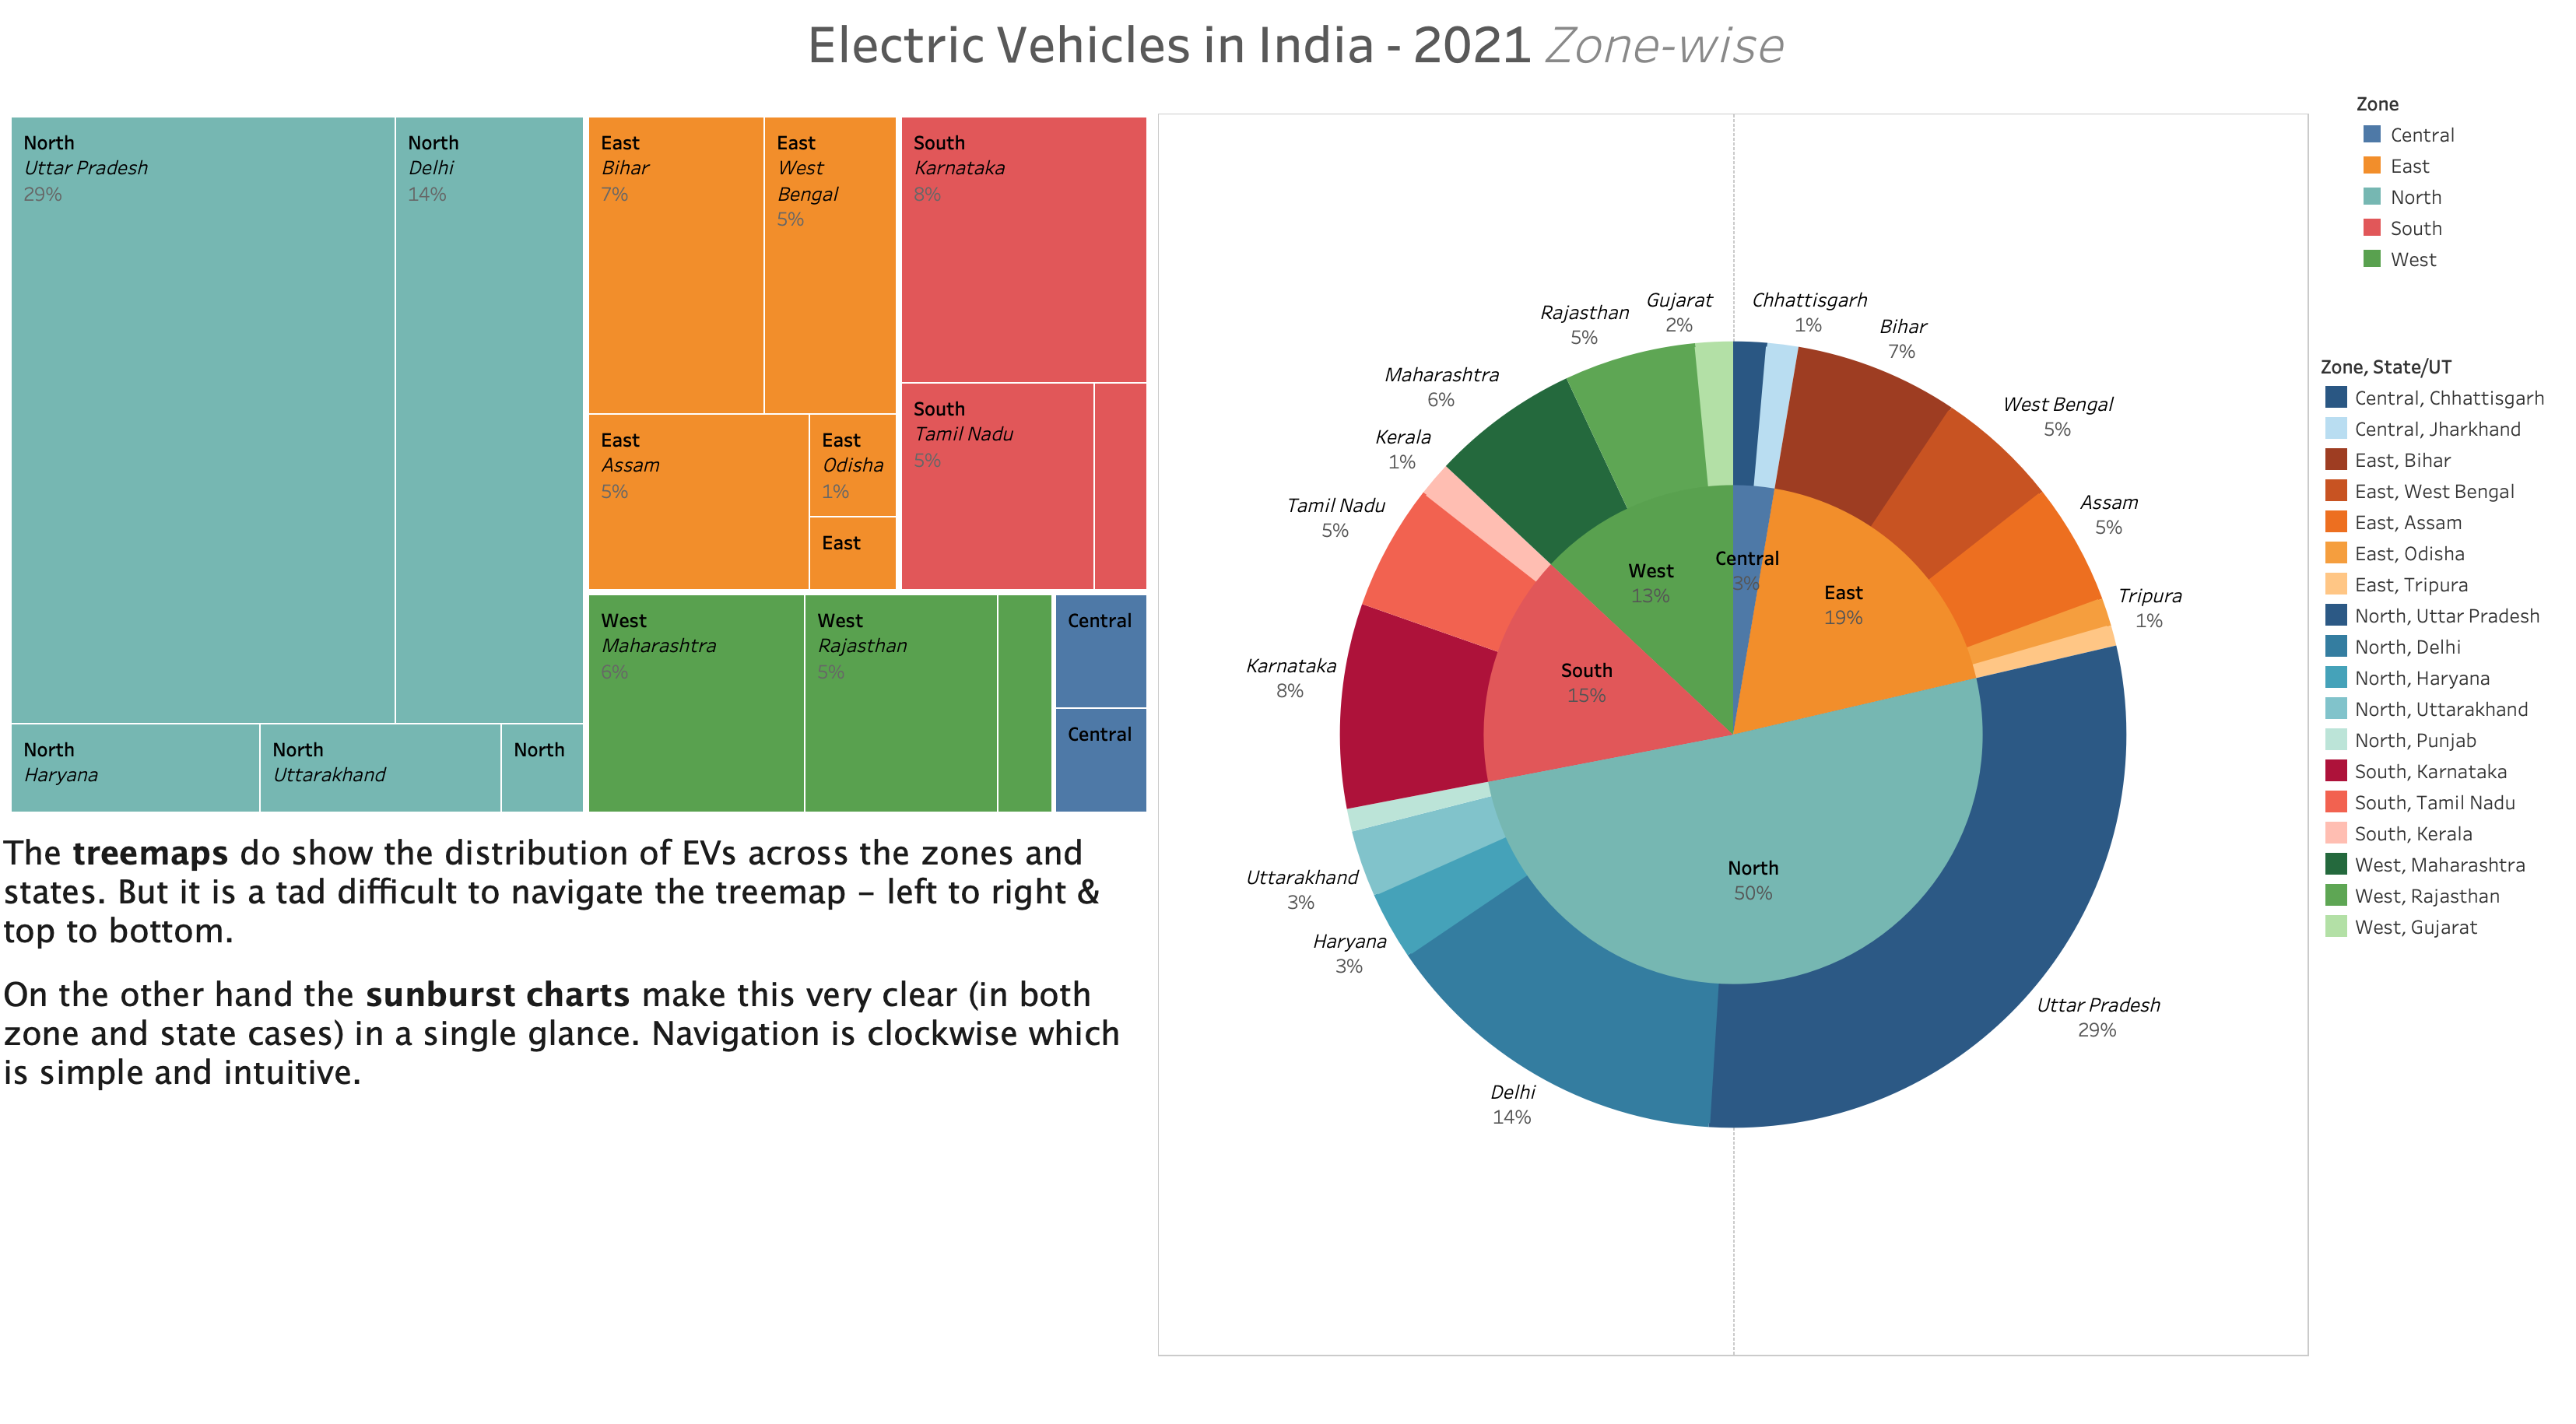 Electric Vehicles in India - 2021 Zone-wise
North
Uttar Pradesh
29%
North
Delhi
14%
North
Haryana
North
Uttarakhand
North
East
Bihar
7%
East
West
Bengal
5%
East
Assam
5%
East
Odisha
1%
East
South
Karnataka
8%
South
Tamil Nadu
5%
West
Maharashtra
6%
West
Rajasthan
5%
Central
Central
The treemaps do show the distribution of EVs across the zones and
states. But it is a tad difficult to navigate the treemap – left to right &
top to bottom.
On the other hand the sunburst charts make this very clear (in both
zone and state cases) in a single glance. Navigation is clockwise which
is simple and intuitive.
Chhattisgarh
1%
Bihar
7%
West Bengal
5%
Assam
5%
Tripura
1%
Uttar Pradesh
29%
Delhi
14%
Haryana
3%
Uttarakhand
3%
Karnataka
8%
Tamil Nadu
5%
Kerala
1%
Maharashtra
6%
Rajasthan
5%
Gujarat
2%
Central
3%
East
19%
North
50%
South
15%
West
13%
Zone
Central
East
North
South
West
Zone, State/UT
Central, Chhattisgarh
Central, Jharkhand
East, Bihar
East, West Bengal
East, Assam
East, Odisha
East, Tripura
North, Uttar Pradesh
North, Delhi
North, Haryana
North, Uttarakhand
North, Punjab
South, Karnataka
South, Tamil Nadu
South, Kerala
West, Maharashtra
West, Rajasthan
West, Gujarat